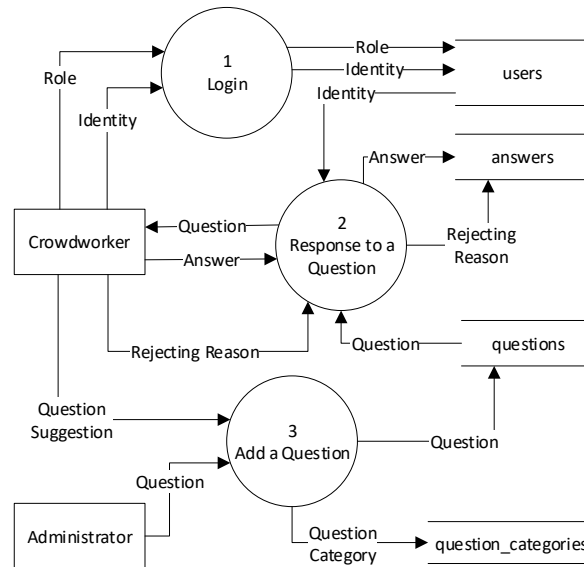 1
Login
Role
Identity
users
Role
Identity
Identity
Answer
answers
2
Response to a
Question
Crowdworker
Question
Answer
Rejecting
Reason
Rejecting Reason
Question
questions
Question
Suggestion
3
Add a Question
Question
Question
Administrator
Question
Category
question_categories